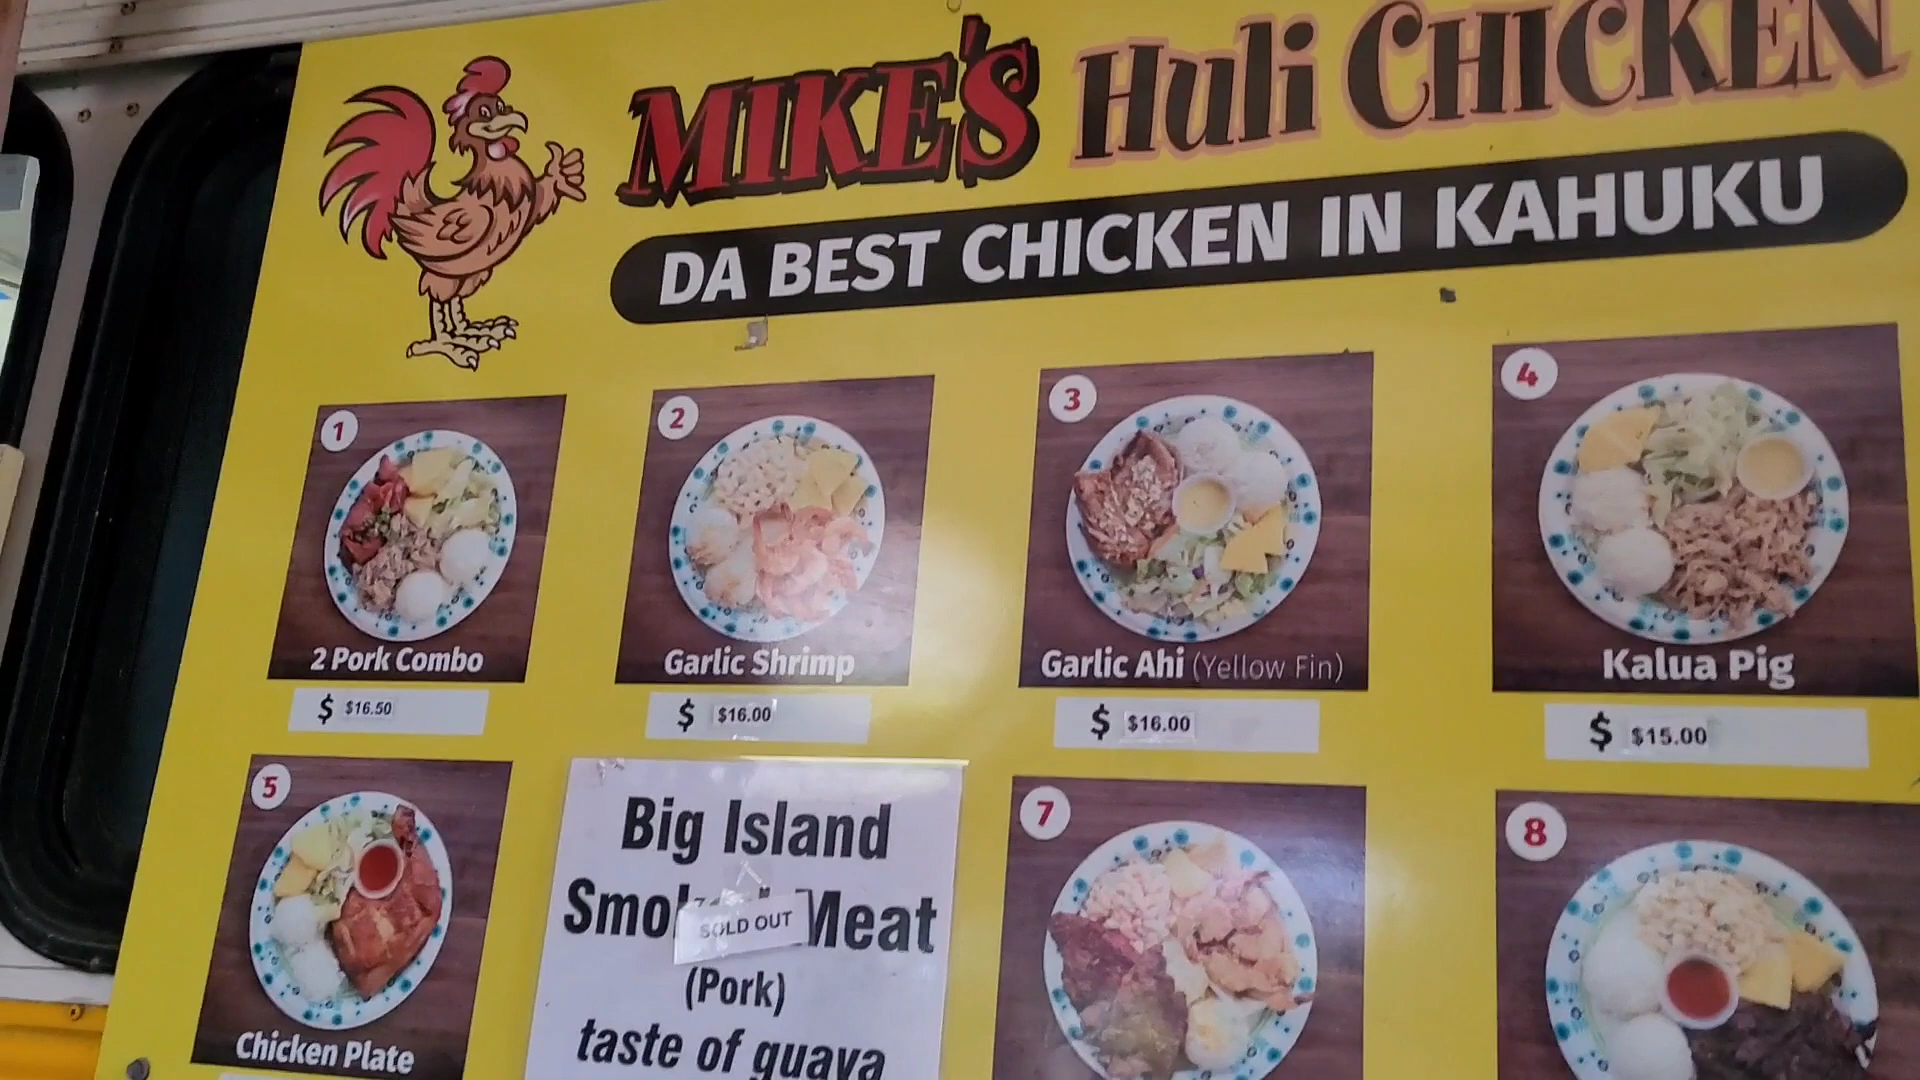 MIKE'S Huli CHICKEN
DA BEST CHICKEN IN KAHUKU
1
2 Pork Combo
$ $16.50
2
Garlic Shrimp
$ $16.00
3
Garlic Ahi (Yellow Fin)
$ $16.00
4
Kalua Pig
$ $15.00
5
Chicken Plate
Big Island
Meat
SOLD OUT
(Pork)
taste of guava
7
8